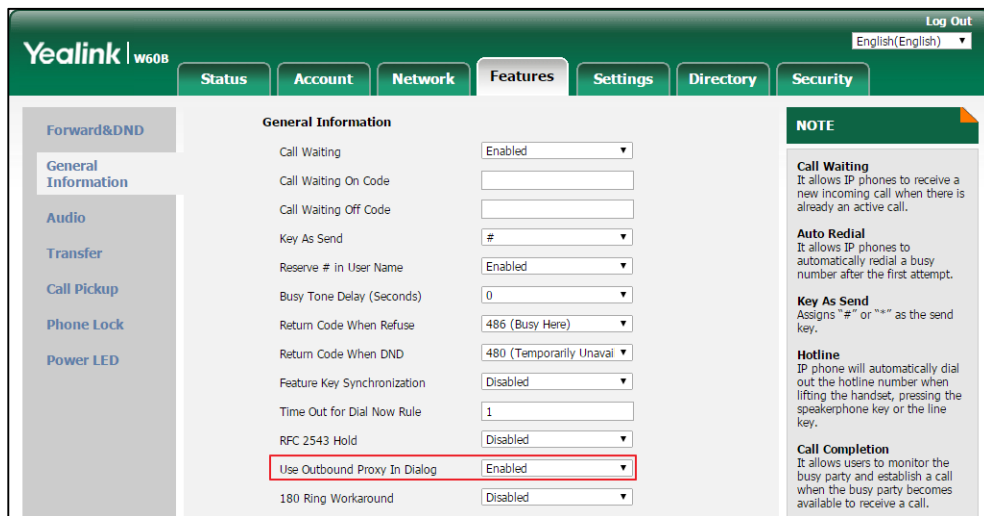 Log Out
English(English)
Yealink W60B
Status Account Network Features Settings Directory Security
Forward&DND
General
Information
Audio
Transfer
Call Pickup
Phone Lock
Power LED
General Information
Call Waiting Enabled
Call Waiting On Code
Call Waiting Off Code
Key As Send #
Reserve # in User Name Enabled
Busy Tone Delay (Seconds) 0
Return Code When Refuse 486 (Busy Here)
Return Code When DND 480 (Temporarily Unavai
Feature Key Synchronization Disabled
Time Out for Dial Now Rule 1
RFC 2543 Hold Disabled
Use Outbound Proxy In Dialog Enabled
180 Ring Workaround Disabled
NOTE
Call Waiting
It allows IP phones to receive a
new incoming call when there is
already an active call.
Auto Redial
It allows IP phones to
automatically redial a busy
number after the first attempt.
Key As Send
Assigns "#" or "*" as the send
key.
Hotline
IP phone will automatically dial
out the hotline number when
lifting the handset, pressing the
speakerphone key or the line
key.
Call Completion
It allows users to monitor the
busy party and establish a call
when the busy party becomes
available to receive a call.